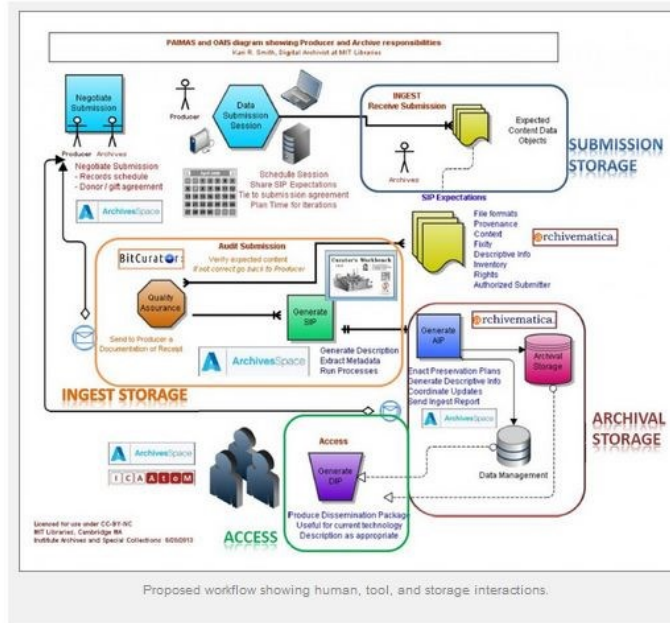 PAIMAS and OAIS diagram showing Producer and Archive responsibilities
Kari R. Smith, Digital Archivist at MIT Libraries
Negotiate
Submission
Producer
Archives
Negotiate Submission
- Records schedule
- Donor / gift agreement
ArchivesSpace
Producer
Data
Submission
Session
Schedule Session
Share SIP Expectations
Tie to submission agreement
Plan Time for Iterations
INGEST
Receive Submission
Archives
Expected
Content Data
Objects
SUBMISSION
STORAGE
SIP Expectations
File formats
Provenance
Context
Fixity
Descriptive Info
Inventory
Rights
Authorized Submitter
archivematica.
Audit Submission
BitCurator
Verify expected content
If not correct go back to Producer
Curator's Workbench
Quality
Assurance
Send to Producer a
Documentation of Receipt
Generate
SIP
ArchivesSpace
Generate Description
Extract Metadata
Run Processes
INGEST STORAGE
Generate
AIP
archivematica.
Archival
Storage
Enact Preservation Plans
Generate Descriptive Info
Coordinate Updates
Send Ingest Report
ArchivesSpace
Data Management
ARCHIVAL
STORAGE
ArchivesSpace
ICAAtoM
Access
Generate
DIP
Produce Dissemination Package
Useful for current technology
Description as appropriate
ACCESS
Licensed for use under CC-BY-NC
MIT Libraries, Cambridge MA
Institute Archives and Special Collections
Proposed workflow showing human, tool, and storage interactions.